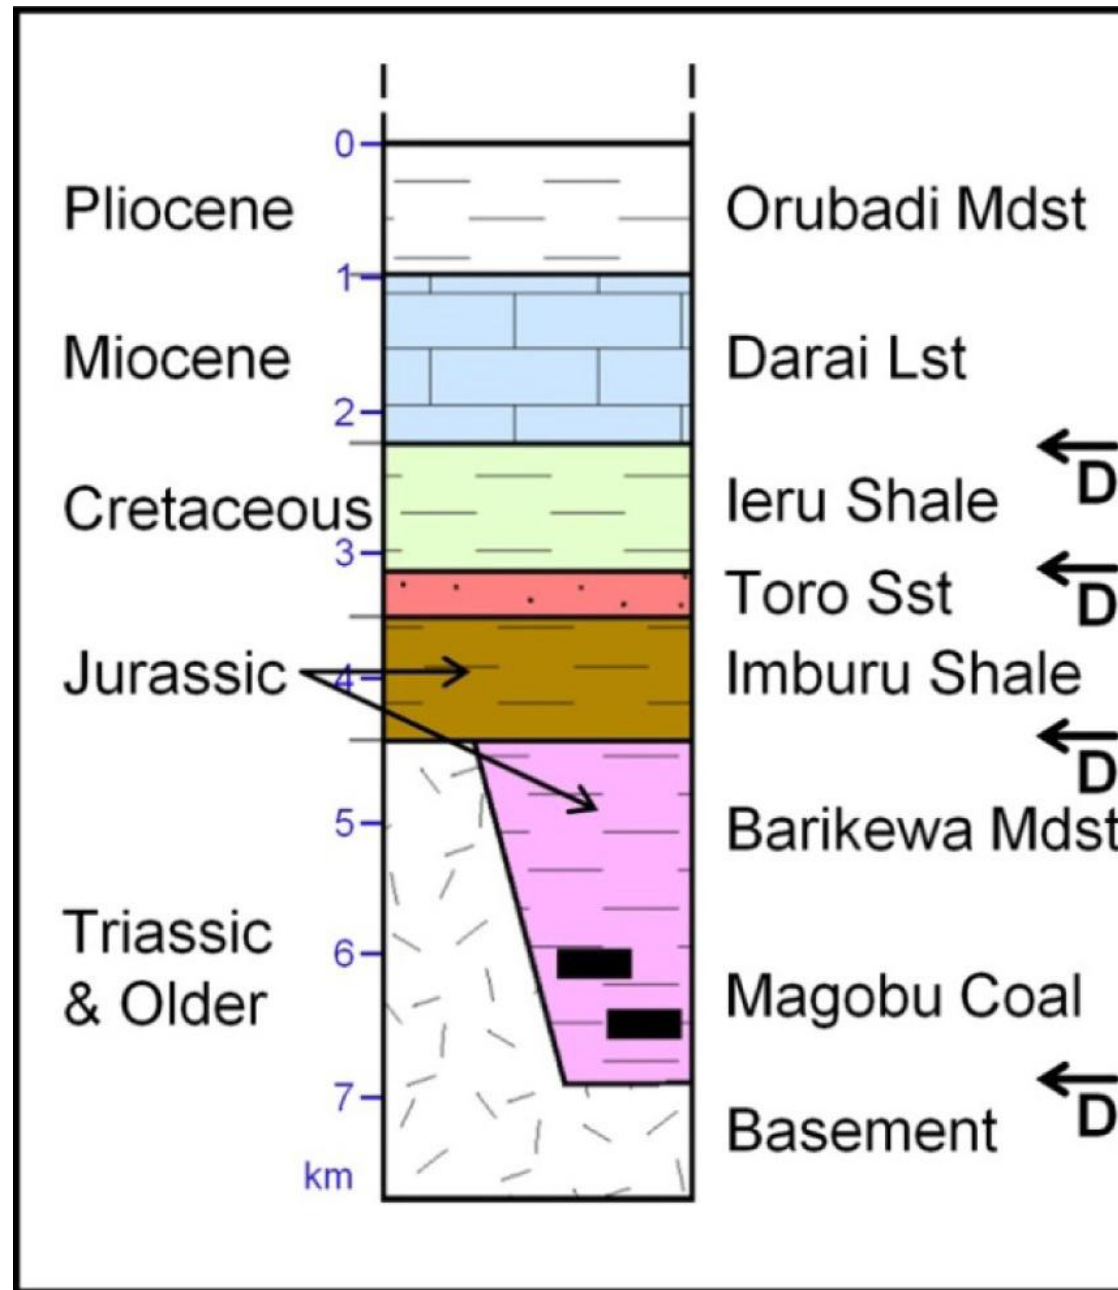 0
Pliocene
Orubadi Mdst
1
Miocene
Darai Lst
2
D
Cretaceous
Ieru Shale
3
D
Toro Sst
Jurassic
4
Imburu Shale
D
5
Barikewa Mdst
Triassic
& Older
6
Magobu Coal
7
D
Basement
km